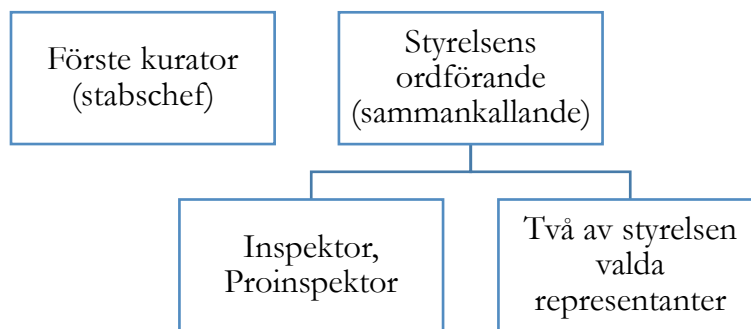 Förste kurator
(stabschef)
Styrelsens
ordförande
(sammankallande)
Inspektor,
Proinspektor
Två av styrelsen
valda
representanter